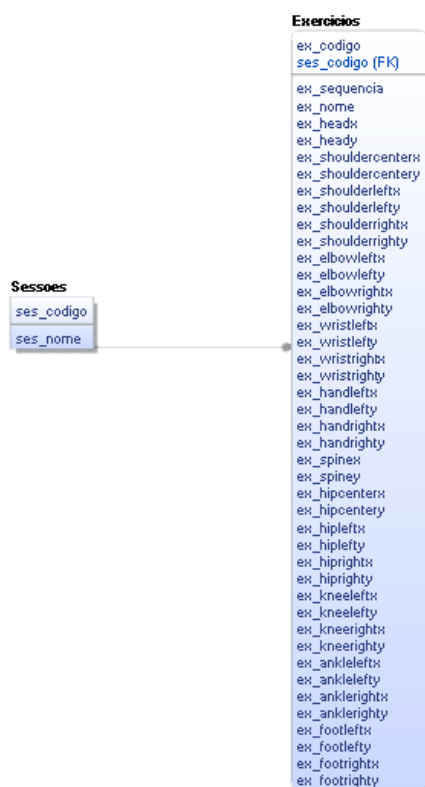 Exercicios
ex_codigo
ses_codigo (FK)
ex_sequencia
ex_nome
ex_headx
ex_heady
ex_shouldercenterx
ex_shouldercentery
ex_shoulderleftx
ex_shoulderlefty
ex_shoulderrightx
ex_shoulderrighty
ex_elbowleftx
ex_elbowlefty
ex_elbowrightx
ex_elbowrighty
ex_wristleftx
ex_wristlefty
ex_wristrightx
ex_wristrighty
ex_handleftx
ex_handlefty
ex_handrightx
ex_handrighty
ex_spinex
ex_spiney
ex_hipcenterx
ex_hipcentery
ex_hipleftx
ex_hiplefty
ex_hiprightx
ex_hiprighty
ex_kneeleftx
ex_kneelefty
ex_kneerightx
ex_kneerighty
ex_ankleleftx
ex_anklelefty
ex_anklerightx
ex_anklerighty
ex_footleftx
ex_footlefty
ex_footrightx
ex_footrighty
Sessoes
ses_codigo
ses_nome